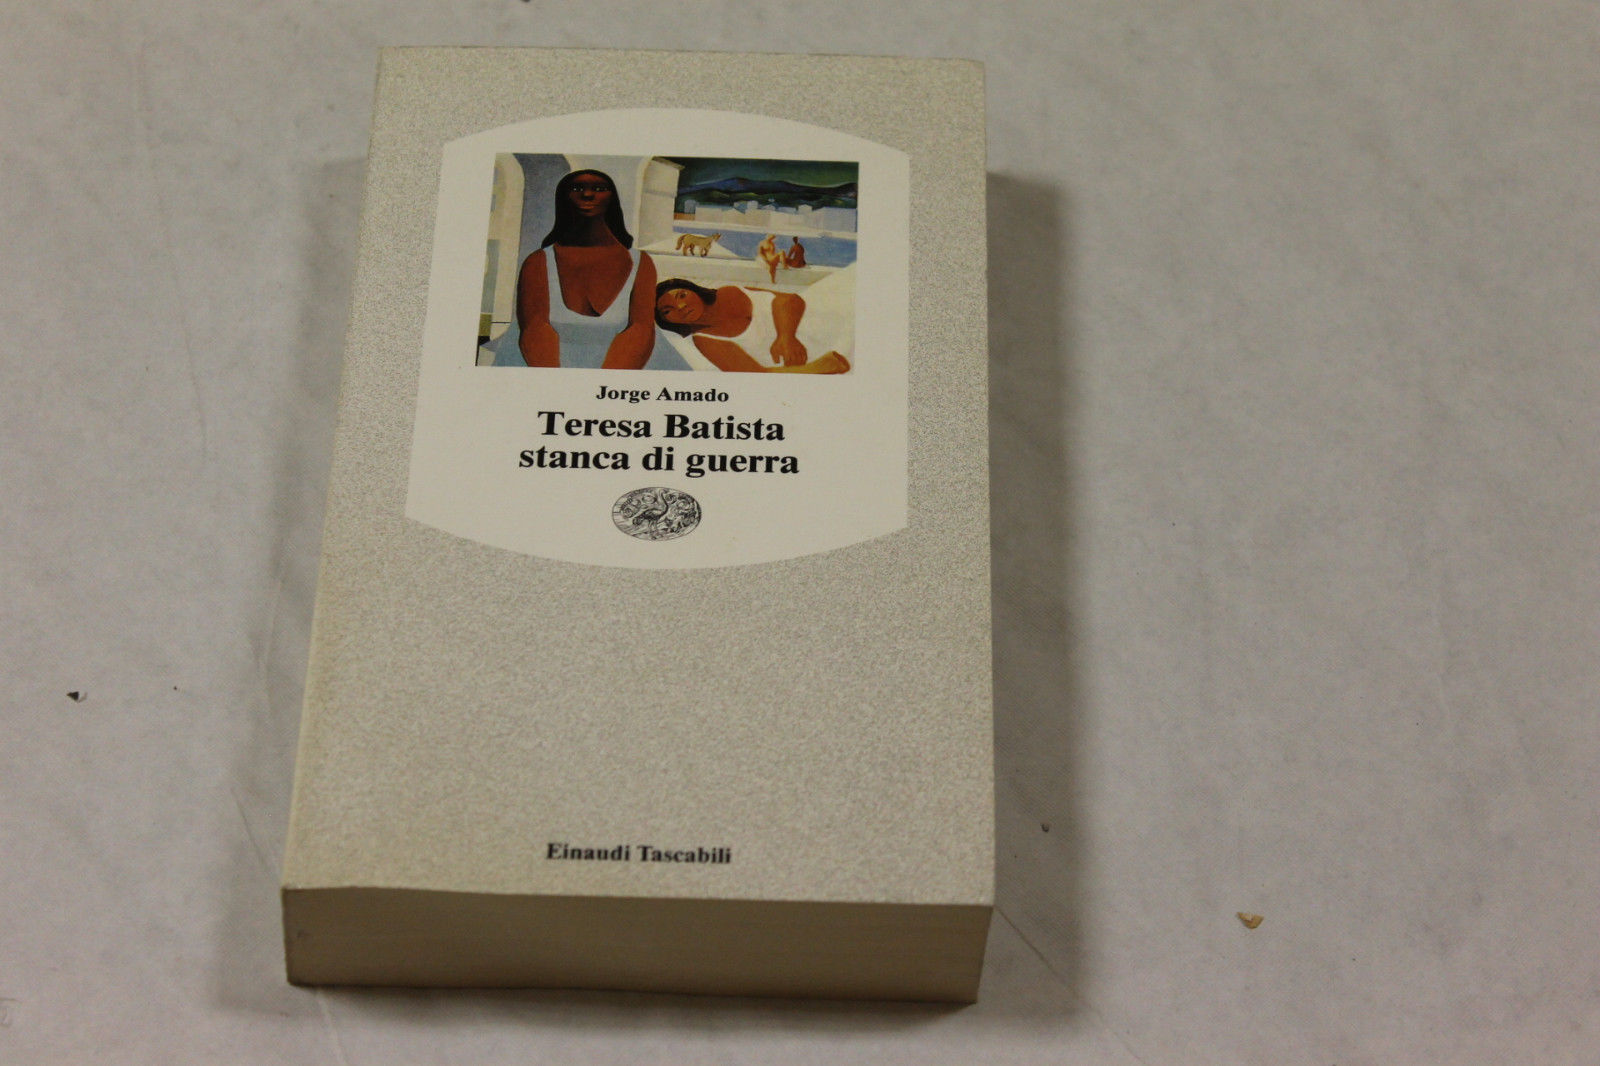 Jorge Amado
Teresa Batista
stanca di guerra
Einaudi Tascabili